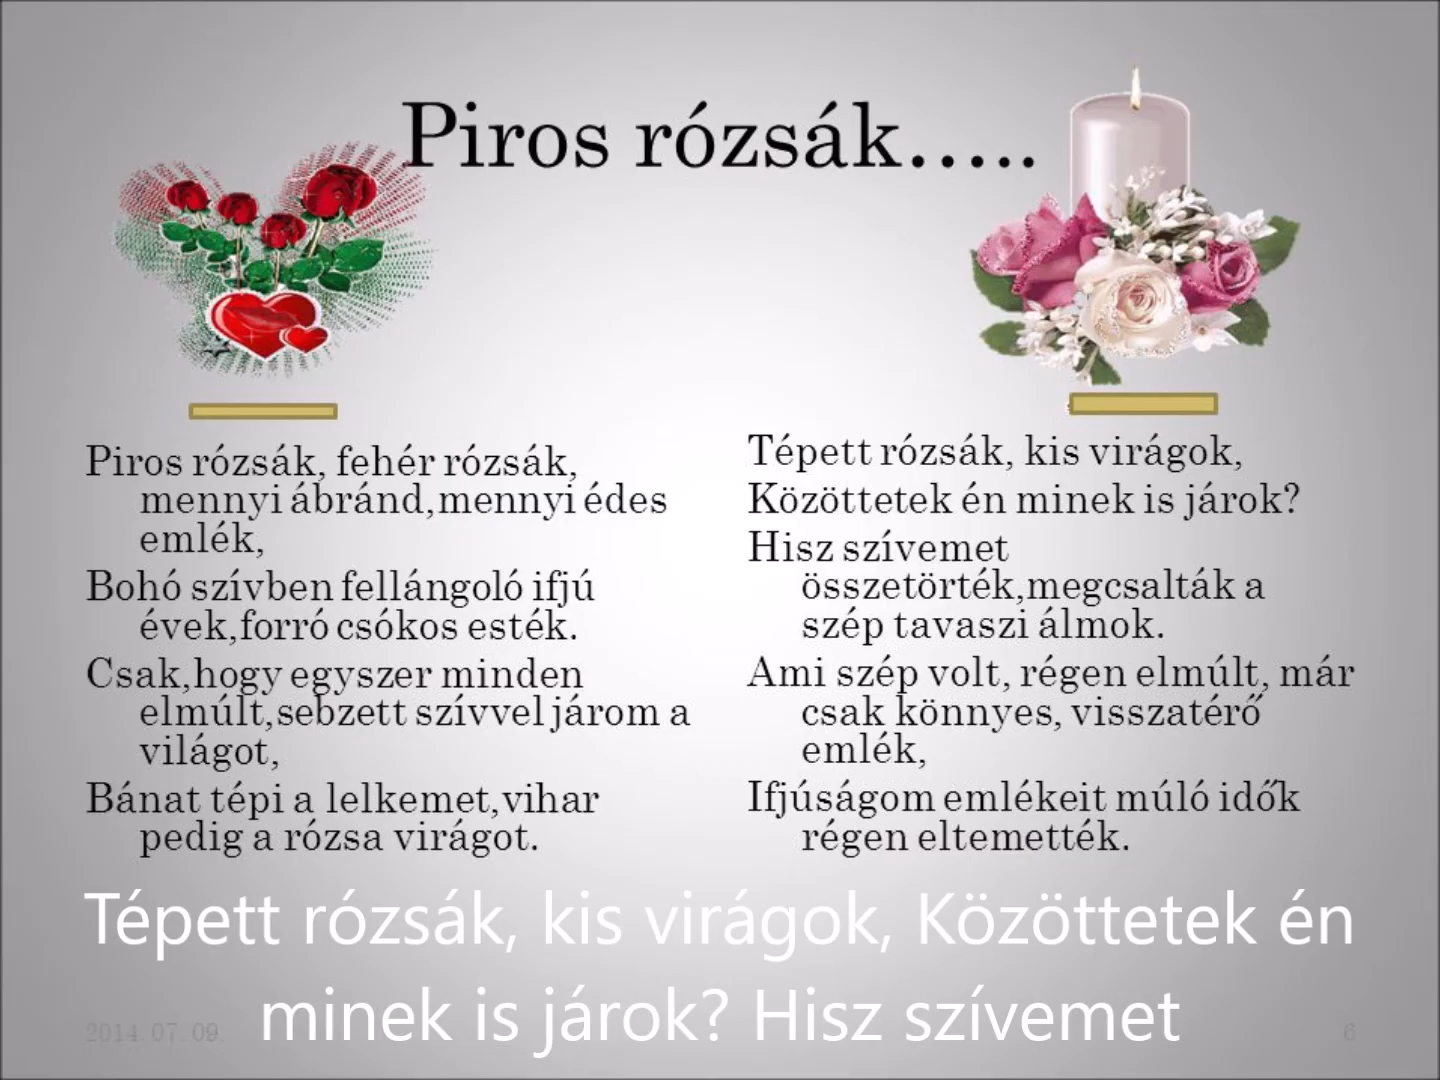 Piros rózsák.....
Piros rózsák, fehér rózsák,
mennyi ábránd,mennyi édes
emlék,
Bohó szívben fellángoló ifjú
évek,forró csókos esték.
Csak,hogy egyszer minden
elmúlt,sebzett szívvel járom a
világot,
Bánat tépi a lelkemet,vihar
pedig a rózsa virágot.
Tépett rózsák, kis virágok,
Közöttetek én minek is járok?
Hisz szívemet
összetörték,megcsalták a
szép tavaszi álmok.
Ami szép volt, régen elmúlt, már
csak könnyes, visszatérő
emlék,
Ifjúságom emlékeit múló idők
régen eltemették.
Tépett rózsák, kis virágok, Közöttetek én
minek is járok? Hisz szívemet
2014. 07. 09.
6